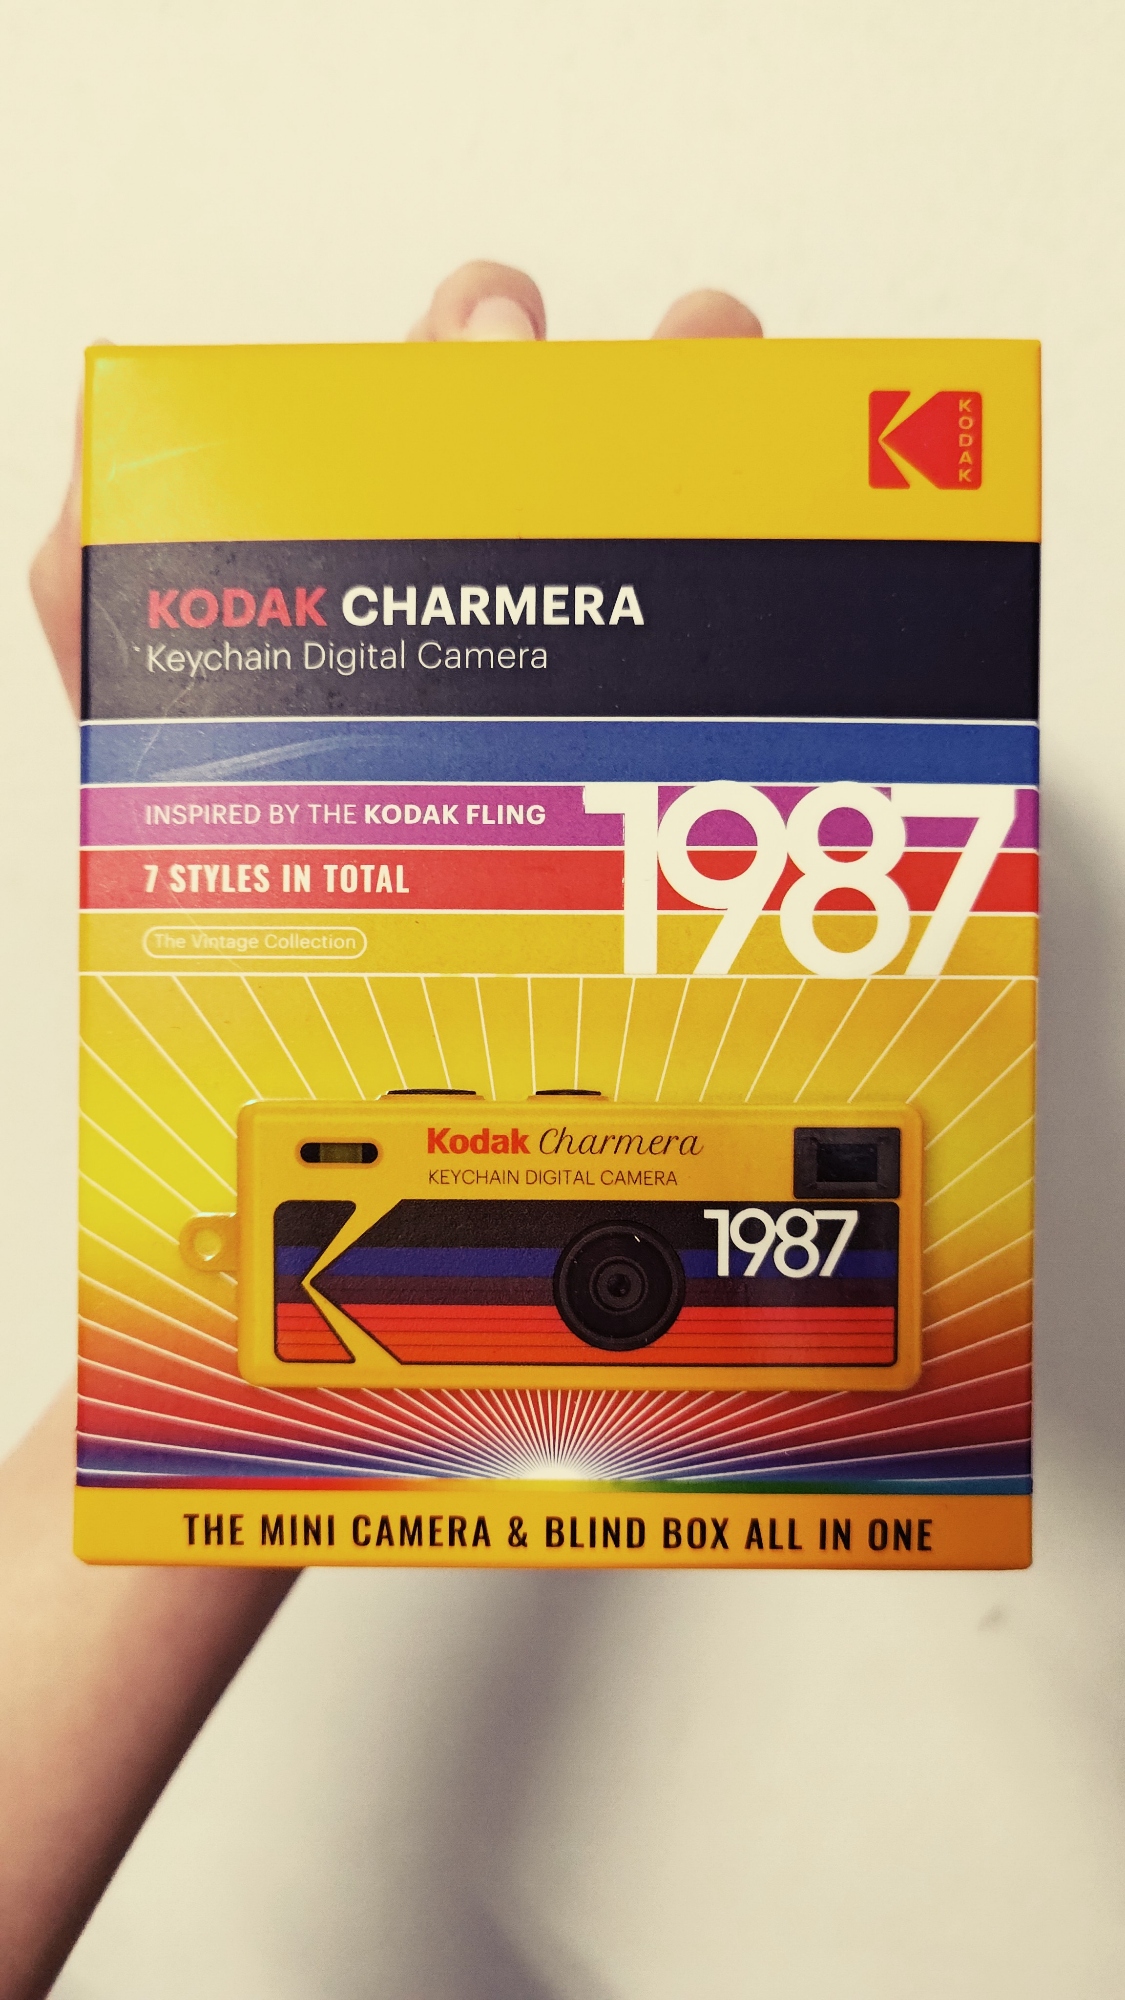 KODAK
KODAK CHARMERA
Keychain Digital Camera
INSPIRED BY THE KODAK FLING
1987
7 STYLES IN TOTAL
The Vintage Collection
Kodak Charmera
KEYCHAIN DIGITAL CAMERA
1987
THE MINI CAMERA & BLIND BOX ALL IN ONE